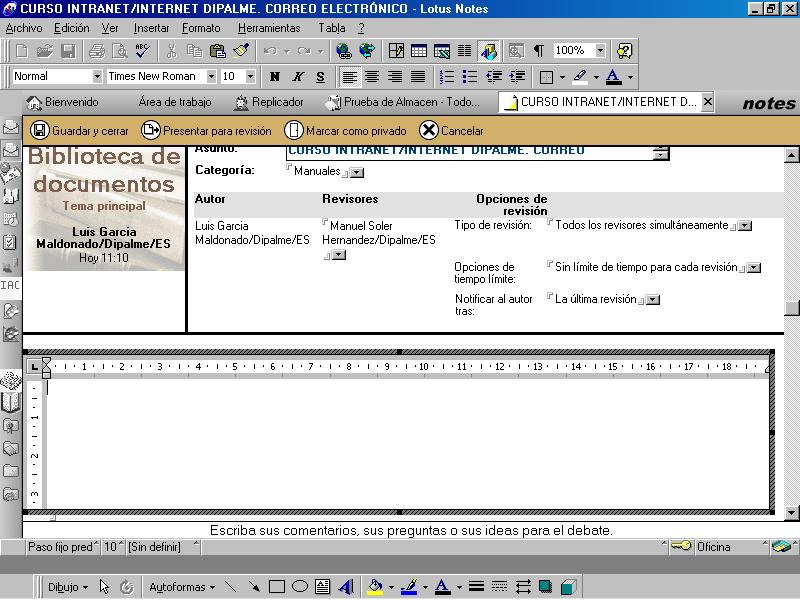 CURSO INTRANET/INTERNET DIPALME. CORREO ELECTRÓNICO - Lotus Notes
Archivo Edición Ver Insertar Formato Herramientas Tabla ?
100%
Normal Times New Roman 10 N K S
Bienvenido Área de trabajo Replicador Prueba de Almacen - Todo... CURSO INTRANET/INTERNET D... notes
Guardar y cerrar Presentar para revisión Marcar como privado Cancelar
Biblioteca de
documentos
Tema principal
Luis Garcia
Maldonado/Dipalme/ES
Hoy 11:10
Asunto: CURSO INTRANET/INTERNET DIPALME. CORREO
Categoría: Manuales
Autor Revisores Opciones de
revisión
Luis Garcia
Maldonado/Dipalme/ES
Manuel Soler
Hernandez/Dipalme/ES
Tipo de revisión: Todos los revisores simultáneamente
Opciones de
tiempo límite:
Sin límite de tiempo para cada revisión
Notificar al autor
tras:
La última revisión
IAC
L
1 2 3 4 5 6 7 8 9 10 11 12 13 14 15 16 17 18
1
2
3
Escriba sus comentarios, sus preguntas o sus ideas para el debate.
Paso fijo pred 10 [Sin definir] Oficina
Dibujo Autoformas